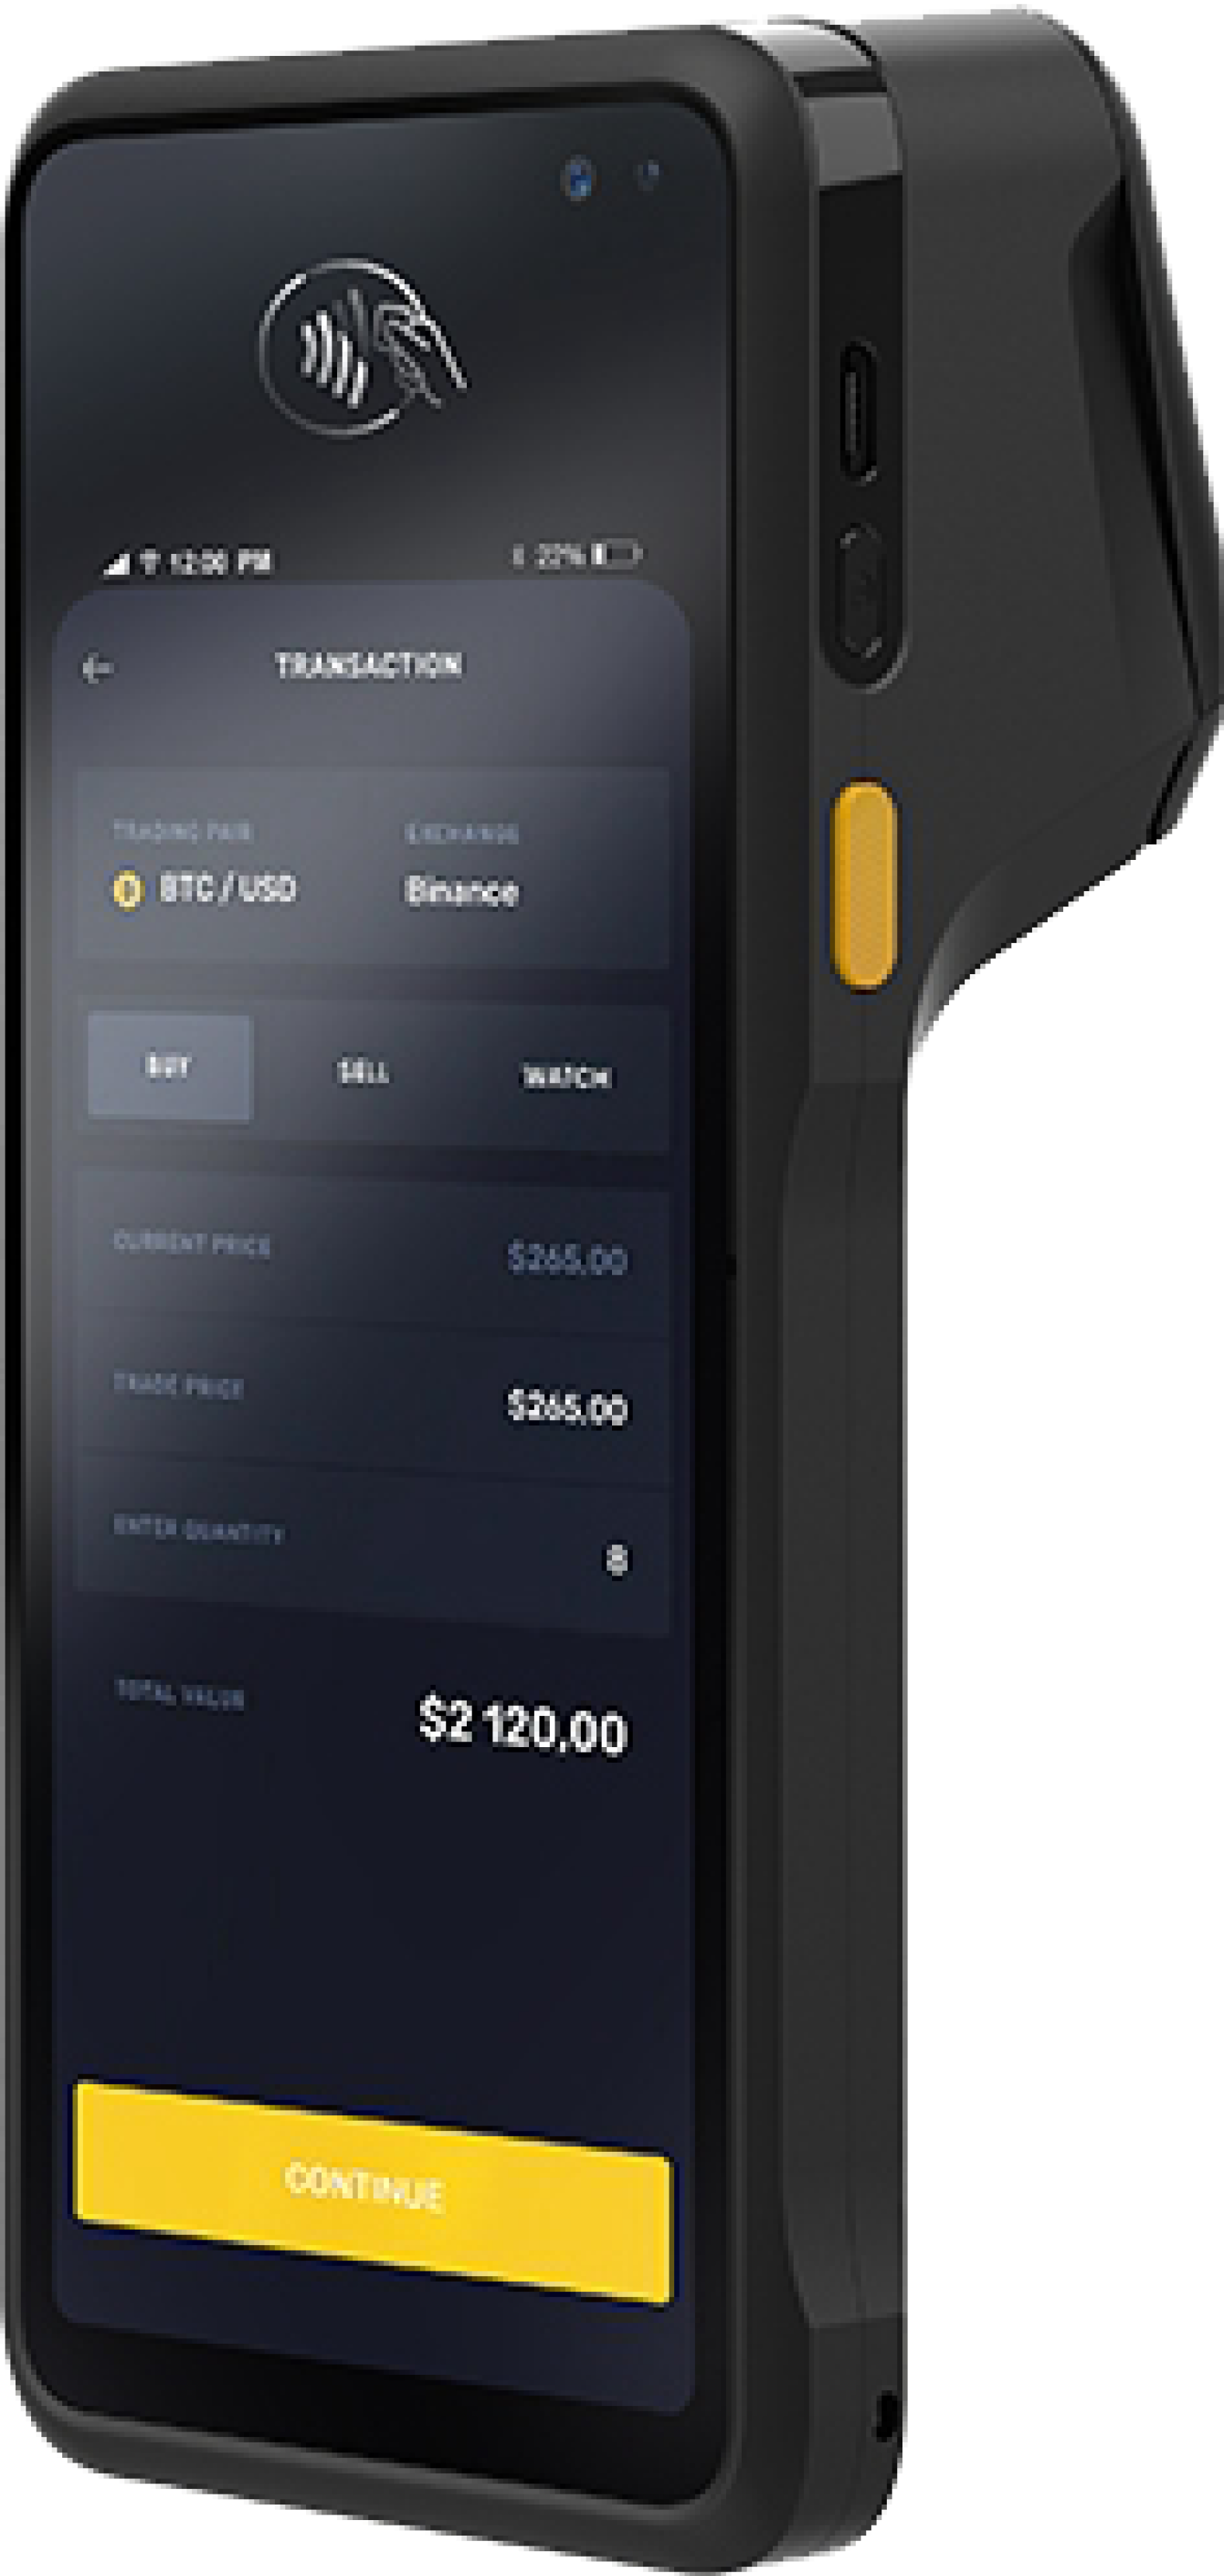 12:00 PM 22%
TRANSACTION
TRADING PAIR EXCHANGE
BTC / USD Binance
BUY SELL WATCH
CURRENT PRICE $265.00
TRADE PRICE $265.00
ENTER QUANTITY 8
TOTAL VALUE $2 120.00
CONTINUE